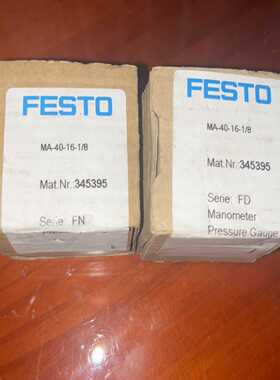 FESTO
MA-40-16-1/8
Mat.Nr.:345395
Serie: FN
FESTO
MA-40-16-1/8
Mat.Nr.:345395
Serie: FD
Manometer
Pressure Gauge